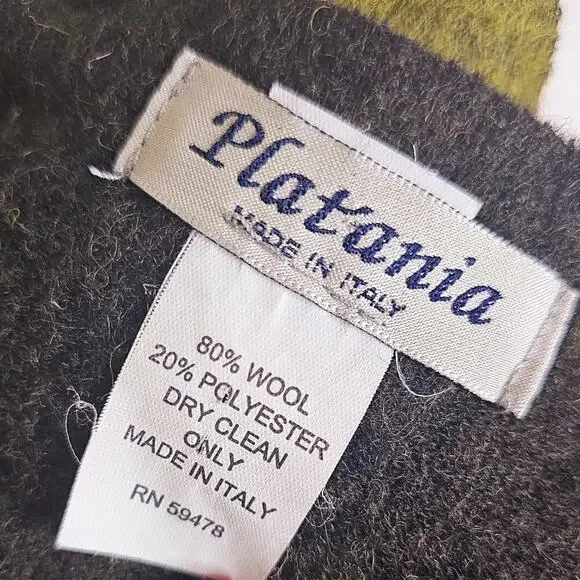 Platania
MADE IN ITALY
80% WOOL
20% POLYESTER
DRY CLEAN
ONLY
MADE IN ITALY
RN 59478